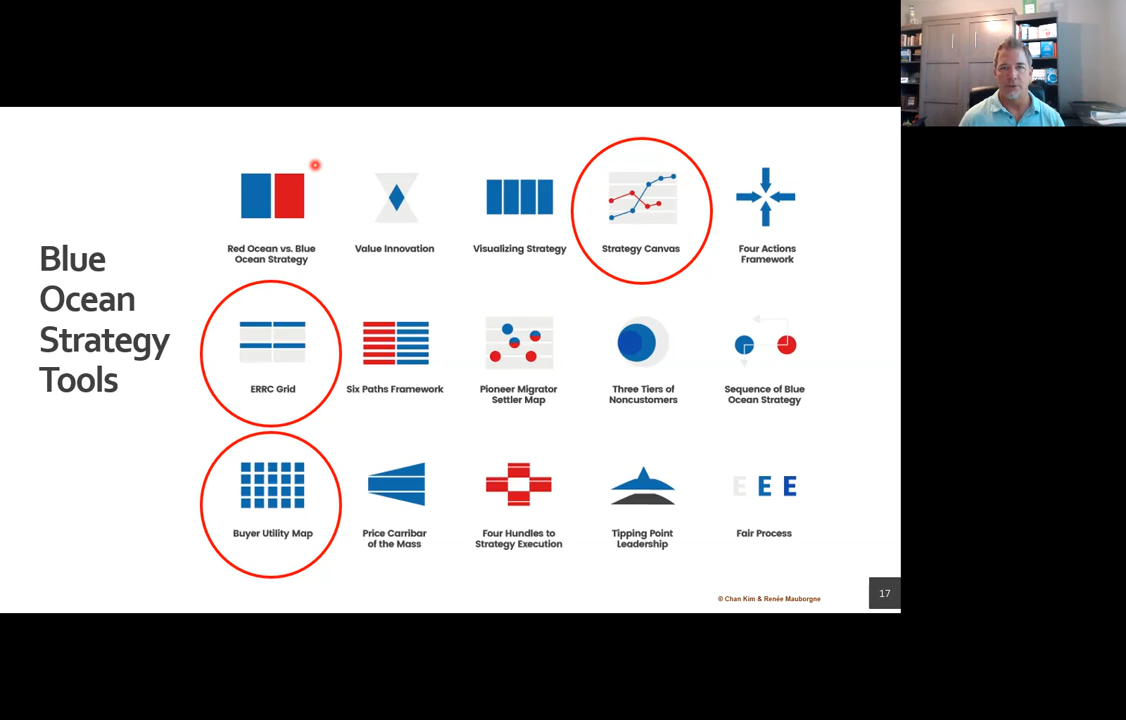 Blue
Ocean
Strategy
Tools
Red Ocean vs. Blue
Ocean Strategy
Value Innovation
Visualizing Strategy
Strategy Canvas
Four Actions
Framework
ERRC Grid
Six Paths Framework
Pioneer Migrator
Settler Map
Three Tiers of
Noncustomers
Sequence of Blue
Ocean Strategy
Buyer Utility Map
Price Carribar
of the Mass
Four Hundles to
Strategy Execution
Tipping Point
Leadership
E E E
Fair Process
© Chan Kim & Renée Mauborgne
17